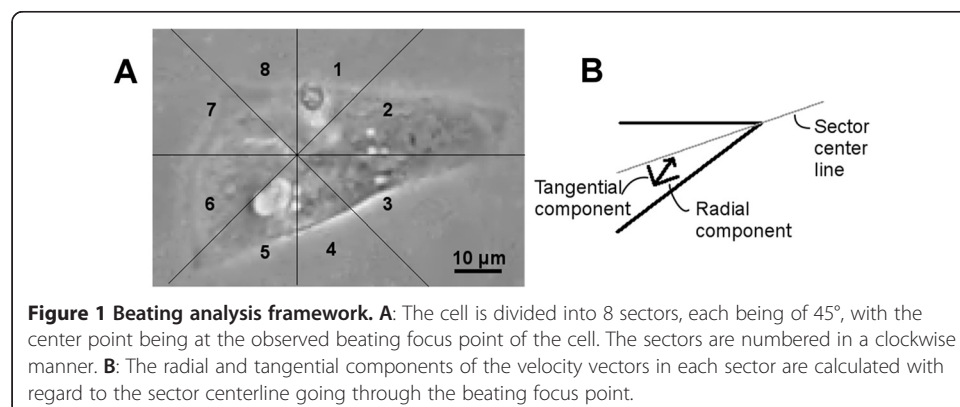 A
8
1
7
2
6
3
5
4
10 µm
B
Sector
center
line
Tangential
component
Radial
component
Figure 1 Beating analysis framework. A: The cell is divided into 8 sectors, each being of 45°, with the
center point being at the observed beating focus point of the cell. The sectors are numbered in a clockwise
manner. B: The radial and tangential components of the velocity vectors in each sector are calculated with
regard to the sector centerline going through the beating focus point.